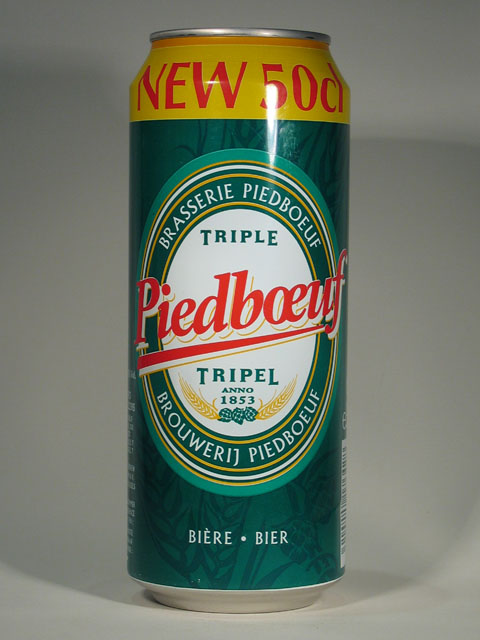 NEW 50cl
BRASSERIE PIEDBOEUF
TRIPLE
Piedbœuf
TRIPEL
ANNO
1853
BROUWERIJ PIEDBOEUF
BIÈRE • BIER